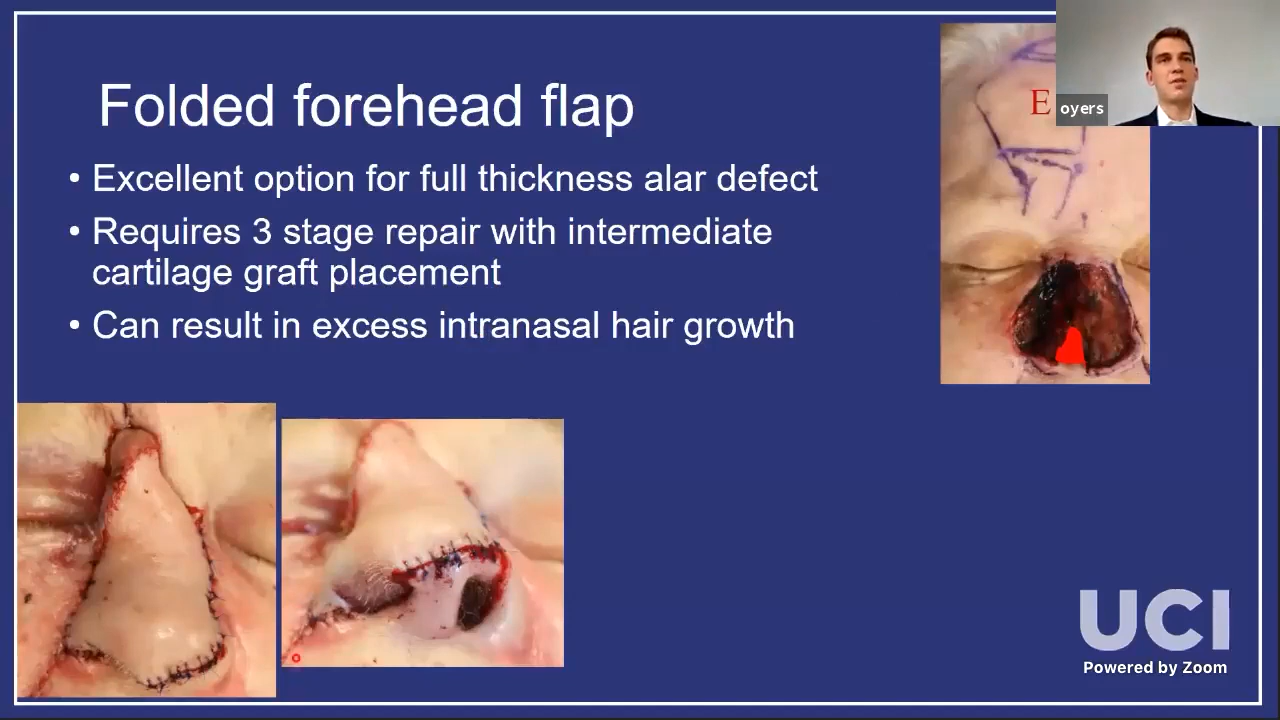 Folded forehead flap
• Excellent option for full thickness alar defect
• Requires 3 stage repair with intermediate
cartilage graft placement
• Can result in excess intranasal hair growth
E
oyers
UCI
Powered by Zoom